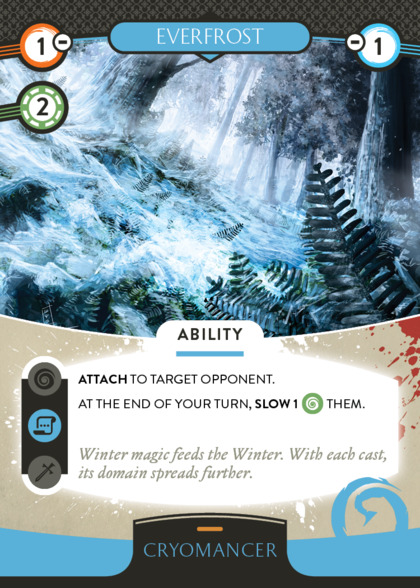 EVERFROST
1 -
- 1
2
ABILITY
ATTACH TO TARGET OPPONENT.
AT THE END OF YOUR TURN, SLOW 1 THEM.
Winter magic feeds the Winter. With each cast,
its domain spreads further.
CRYOMANCER